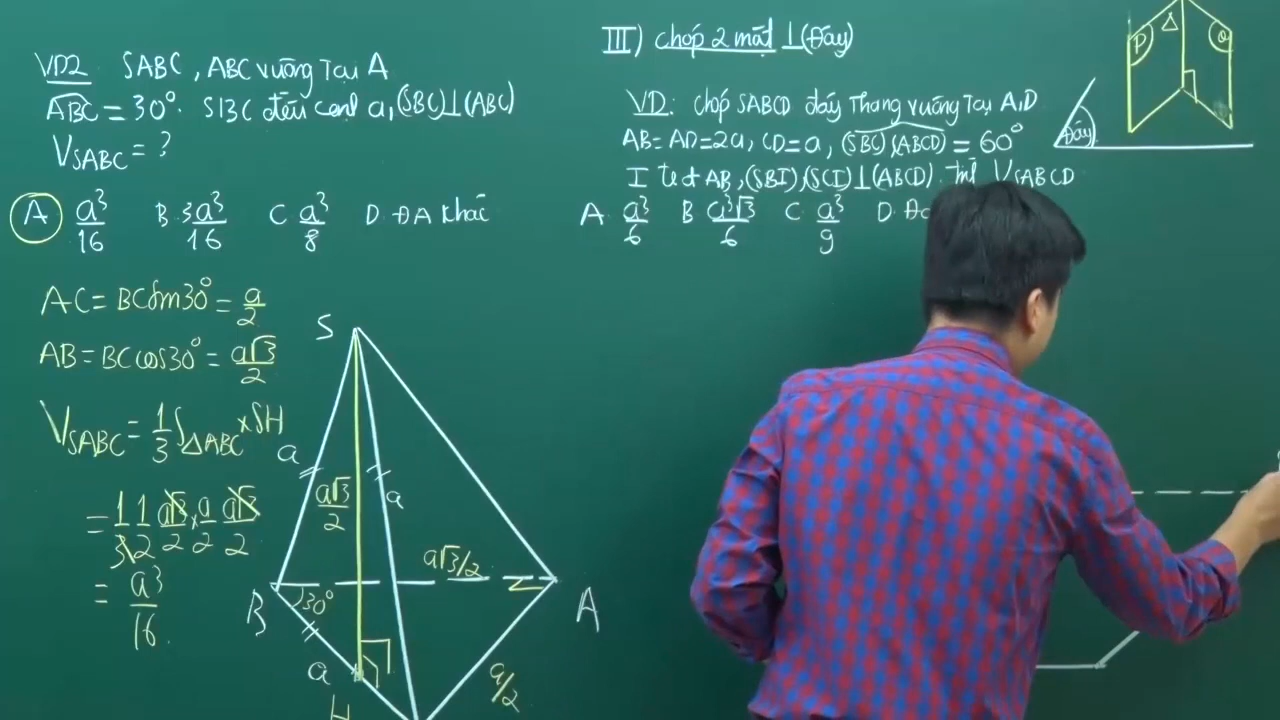 VD2 SABC, ABC vuông tại A
ABC = 30°. SBC đều cạnh a, (SBC)⊥(ABC)
V_SABC = ?
A a³/16 B. 3a³/16 C a³/8 D. ĐA khác
AC = BC sin30° = a/2
AB = BC cos30° = a√3/2
V_SABC = 1/3 S_ΔABC × SH
= 1/3 1/2 a√3/2 × a/2 a√3/2
= a³/16.
S
a
a√3/2
a
a√3/2
B
30°
A
a
a/2
H
III) chóp 2 mặt ⊥(Đáy)
VD: chóp SABCD đáy Thang vuông tại A,D
AB = AD = 2a, CD = a, (SBC),(ABCD) = 60°
I ∈ AB, (SBI),(SCI)⊥(ABCD). V_SABCD
A. a³/6 B a³√3/6 C a³/9 D.
P Δ Q
Đáy